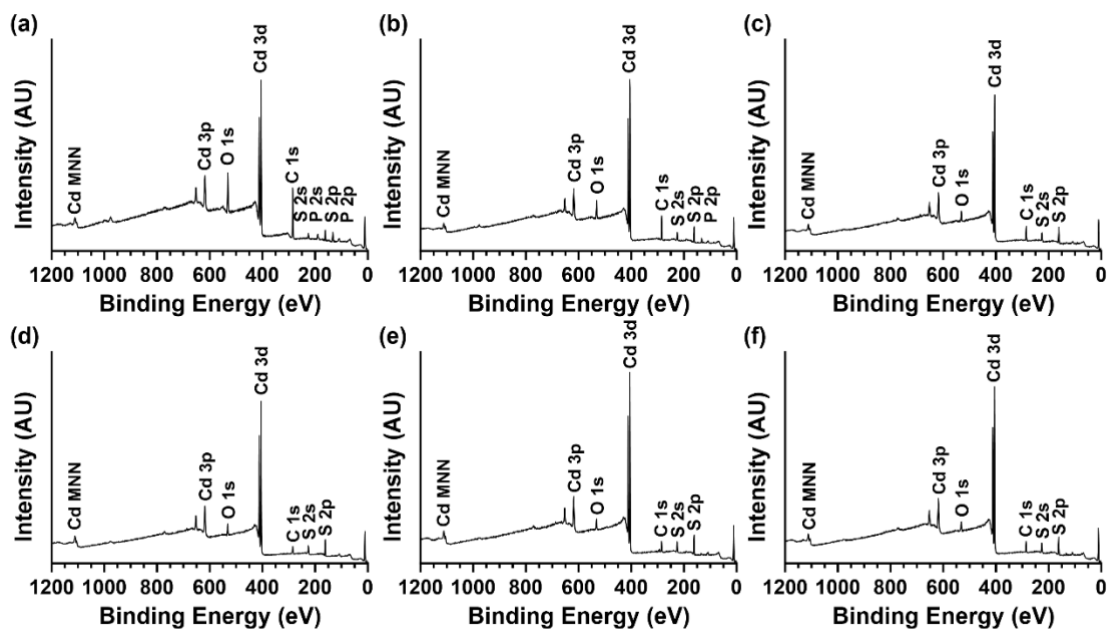 (a)
Intensity (AU)
Cd MNN
Cd 3p
O 1s
Cd 3d
C 1s
S 2s
P 2s
S 2p
P 2p
1200 1000 800 600 400 200 0
Binding Energy (eV)
(b)
Intensity (AU)
Cd MNN
Cd 3p
O 1s
Cd 3d
C 1s
S 2s
S 2p
P 2p
1200 1000 800 600 400 200 0
Binding Energy (eV)
(c)
Intensity (AU)
Cd MNN
Cd 3p
O 1s
Cd 3d
C 1s
S 2s
S 2p
1200 1000 800 600 400 200 0
Binding Energy (eV)
(d)
Intensity (AU)
Cd MNN
Cd 3p
O 1s
Cd 3d
C 1s
S 2s
S 2p
1200 1000 800 600 400 200 0
Binding Energy (eV)
(e)
Intensity (AU)
Cd MNN
Cd 3p
O 1s
Cd 3d
C 1s
S 2s
S 2p
1200 1000 800 600 400 200 0
Binding Energy (eV)
(f)
Intensity (AU)
Cd MNN
Cd 3p
O 1s
Cd 3d
C 1s
S 2s
S 2p
1200 1000 800 600 400 200 0
Binding Energy (eV)